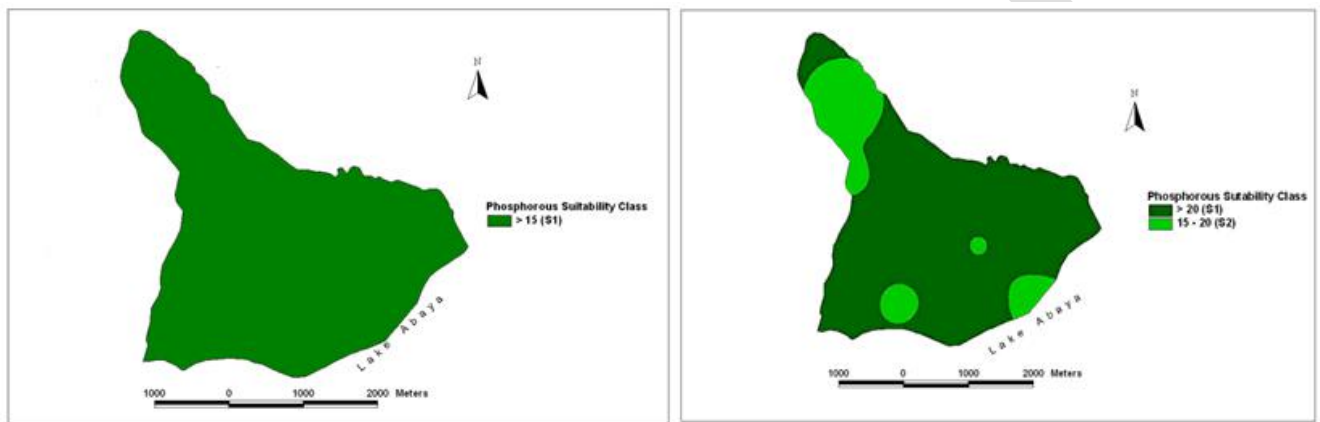 N
Phosphorous Suitability Class
> 15 (S1)
Lake Abaya
1000 0 1000 2000 Meters
N
Phosphorous Sutability Class
> 20 (S1)
15 - 20 (S2)
Lake Abaya
1000 0 1000 2000 Meters